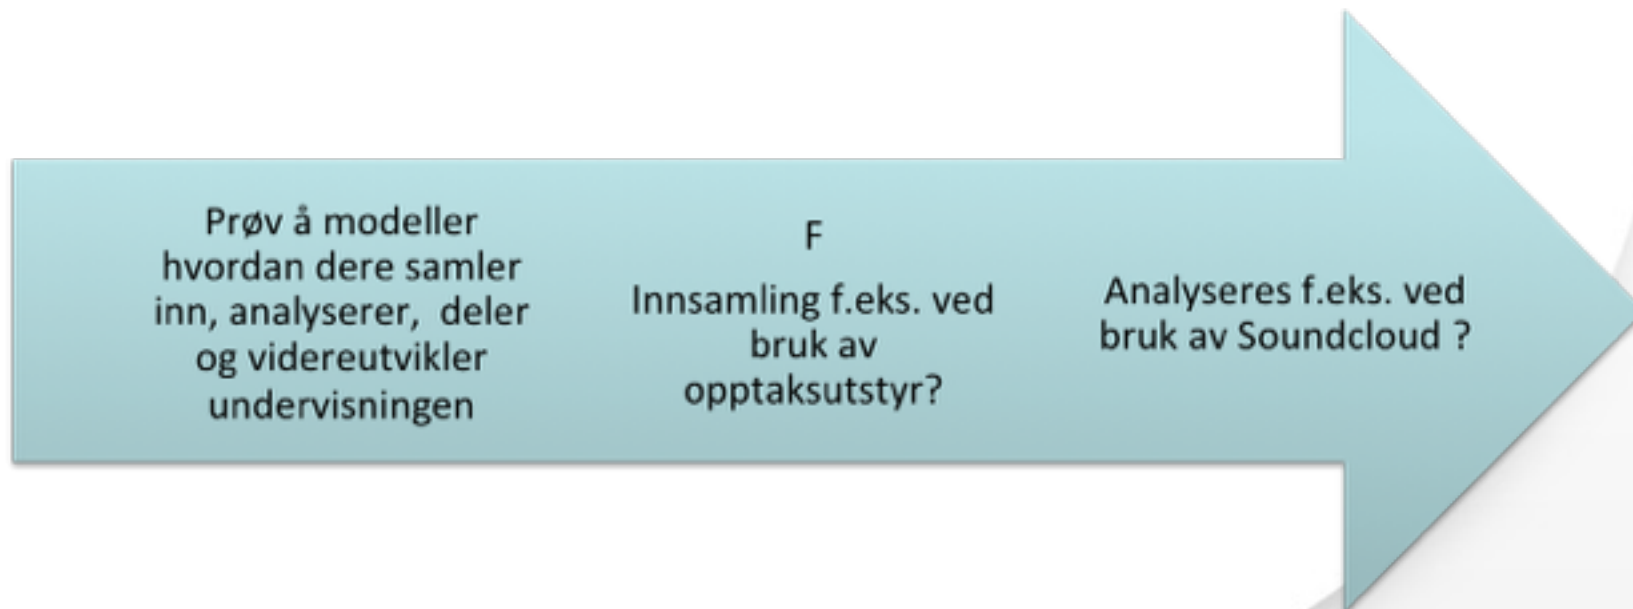 Prøv å modeller
hvordan dere samler
inn, analyserer,  deler
og videreutvikler
undervisningen
F
Innsamling f.eks. ved
bruk av
opptaksutstyr?
Analyseres f.eks. ved
bruk av Soundcloud ?